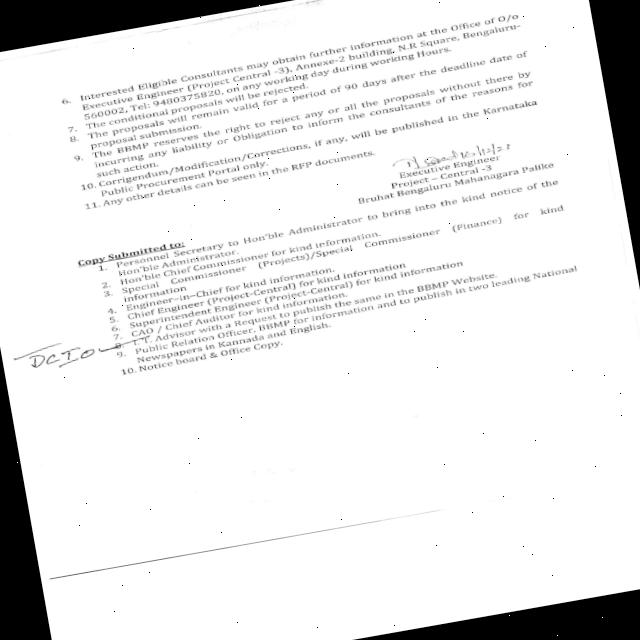 6. Interested Eligible Consultants may obtain further information at the Office of O/o
Executive Engineer (Project Central -3), Annexe-2 building, N.R Square, Bengaluru-
560002, Tel: 9480375820, on any working day during working Hours.
7. The conditional proposals will be rejected.
8. The proposals will remain valid for a period of 90 days after the deadline date of
proposal submission.
9. The BBMP reserves the right to reject any or all the proposals without there by
incurring any liability or Obligation to inform the consultants of the reasons for
such action.
10. Corrigendum/Modification/Corrections, if any, will be published in the Karnataka
Public Procurement Portal only.
11. Any other details can be seen in the RFP documents.
Executive Engineer
Project – Central -3
Bruhat Bengaluru Mahanagara Palike
Copy Submitted to:
1. Personnel Secretary to Hon'ble Administrator to bring into the kind notice of the
Hon'ble Administrator.
2. Hon'ble Chief Commissioner for kind information.
3. Special Commissioner (Projects)/Special Commissioner (Finance) for kind
information
4. Engineer-in-Chief for kind information.
5. Chief Engineer (Project-Central) for kind information
6. Superintendent Engineer (Project-Central) for kind information
7. CAO / Chief Auditor for kind information.
8. I.T. Advisor with a Request to publish the same in the BBMP Website.
DCIO
9. Public Relation Officer, BBMP for information and to publish in two leading National
Newspapers in Kannada and English.
10. Notice board & Office Copy.